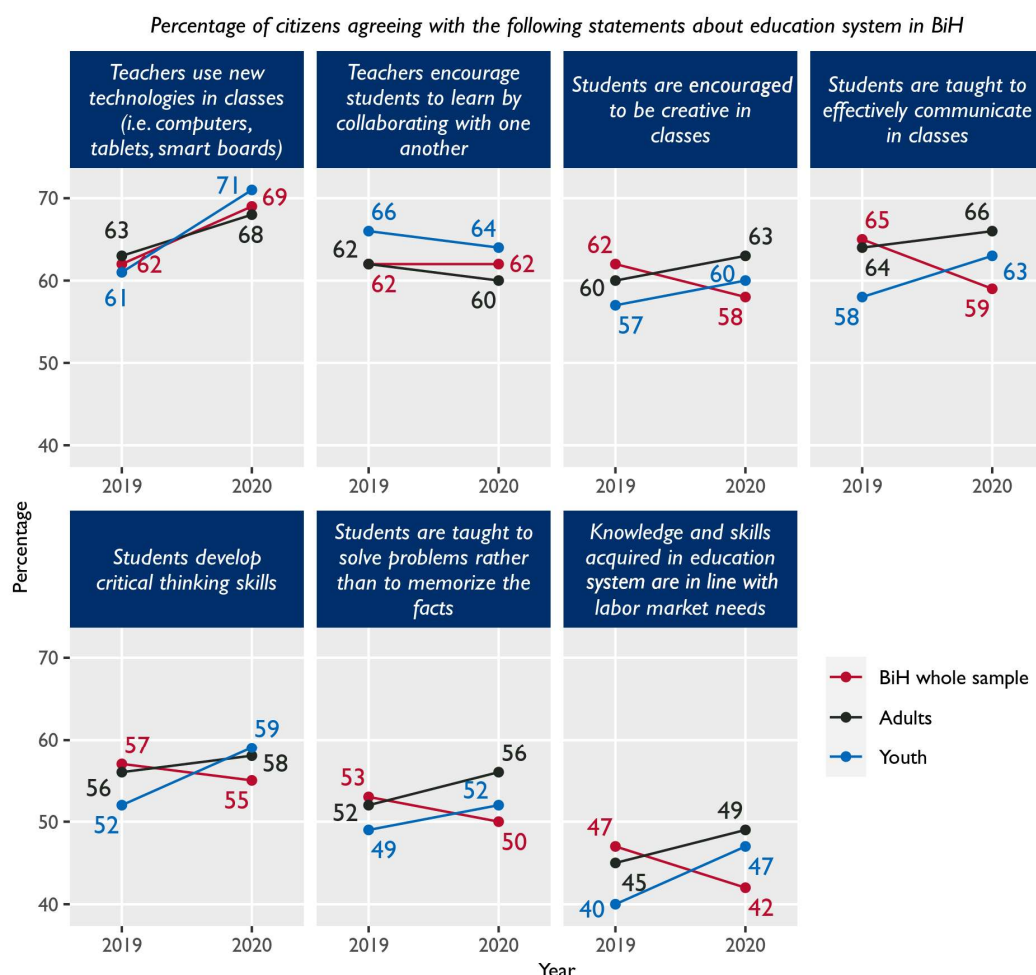 Percentage of citizens agreeing with the following statements about education system in BiH
Teachers use new
technologies in classes
(i.e. computers,
tablets, smart boards)
Teachers encourage
students to learn by
collaborating with one
another
Students are encouraged
to be creative in
classes
Students are taught to
effectively communicate
in classes
70
60
50
40
63
62
61
71
69
68
2019
2020
66
62
62
64
62
60
2019
2020
62
60
57
63
60
58
2019
2020
65
64
58
66
63
59
2019
2020
Percentage
Students develop
critical thinking skills
Students are taught to
solve problems rather
than to memorize the
facts
Knowledge and skills
acquired in education
system are in line with
labor market needs
70
60
50
40
57
56
52
59
58
55
2019
2020
53
52
49
56
52
50
2019
2020
47
45
40
49
47
42
2019
2020
BiH whole sample
Adults
Youth
Year